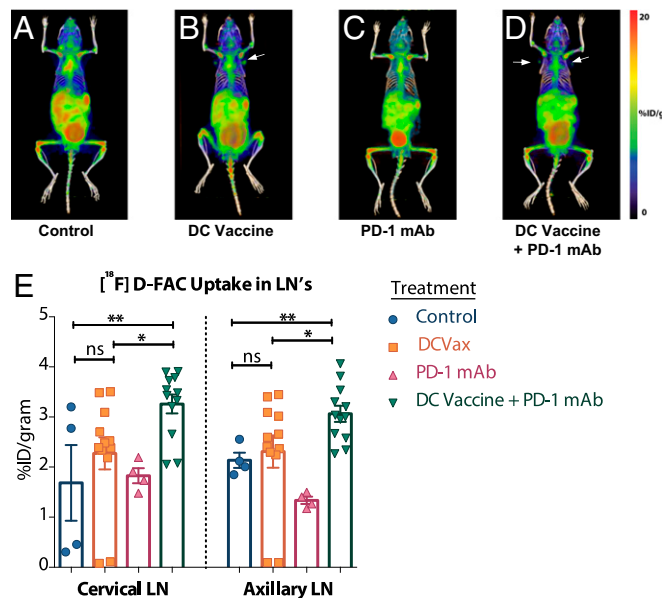 A
B
C
D
20
%ID/g
0
Control
DC Vaccine
PD-1 mAb
DC Vaccine
+ PD-1 mAb
E
[18F] D-FAC Uptake in LN's
Treatment
Control
DCVax
PD-1 mAb
DC Vaccine + PD-1 mAb
%ID/gram
5
4
3
2
1
0
**
*
ns
**
*
ns
Cervical LN
Axillary LN